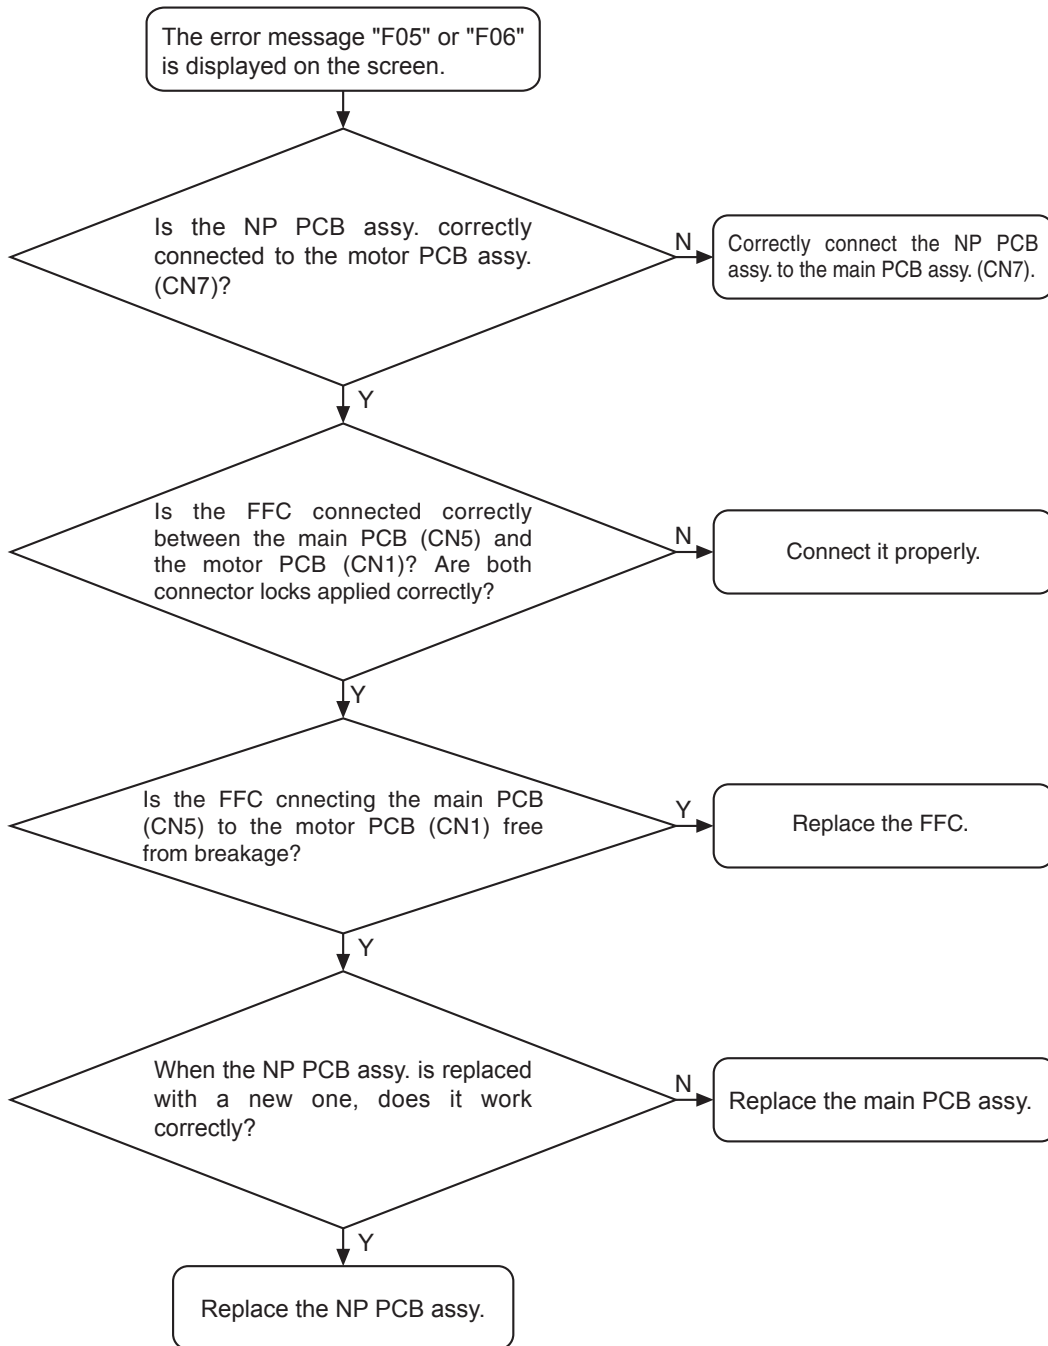 The error message "F05" or "F06"
is displayed on the screen.
Is the NP PCB assy. correctly
connected to the motor PCB assy.
(CN7)?
N
Correctly connect the NP PCB
assy. to the main PCB assy. (CN7).
Y
Is the FFC connected correctly
between the main PCB (CN5) and
the motor PCB (CN1)? Are both
connector locks applied correctly?
N
Connect it properly.
Y
Is the FFC cnnecting the main PCB
(CN5) to the motor PCB (CN1) free
from breakage?
Y
Replace the FFC.
Y
When the NP PCB assy. is replaced
with a new one, does it work
correctly?
N
Replace the main PCB assy.
Y
Replace the NP PCB assy.